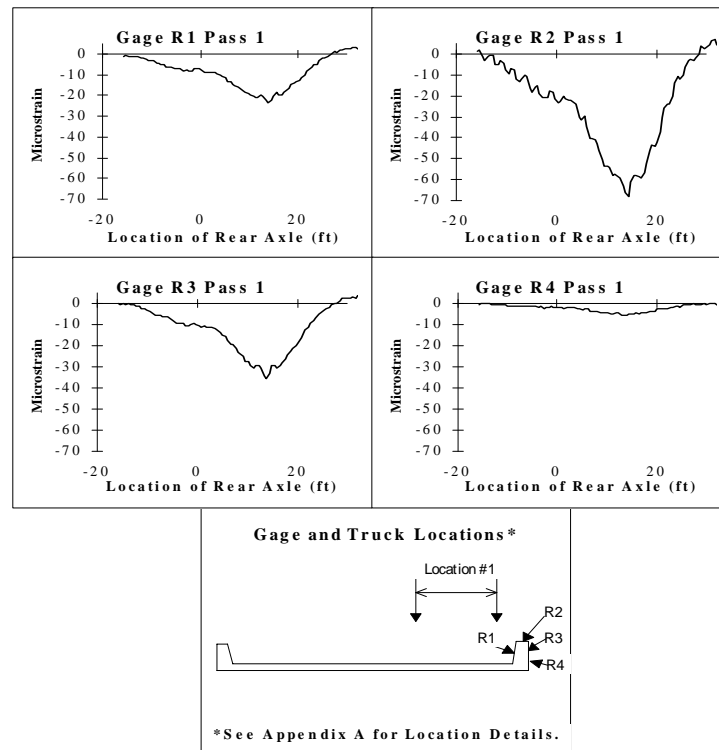 Gage R1 Pass 1
0
-10
-20
-30
-40
-50
-60
-70
-20 0 20
Microstrain
Location of Rear Axle (ft)
Gage R2 Pass 1
0
-10
-20
-30
-40
-50
-60
-70
-20 0 20
Microstrain
Location of Rear Axle (ft)
Gage R3 Pass 1
0
-10
-20
-30
-40
-50
-60
-70
-20 0 20
Microstrain
Location of Rear Axle (ft)
Gage R4 Pass 1
0
-10
-20
-30
-40
-50
-60
-70
-20 0 20
Microstrain
Location of Rear Axle (ft)
Gage and Truck Locations*
Location #1
R2
R1
R3
R4
*See Appendix A for Location Details.